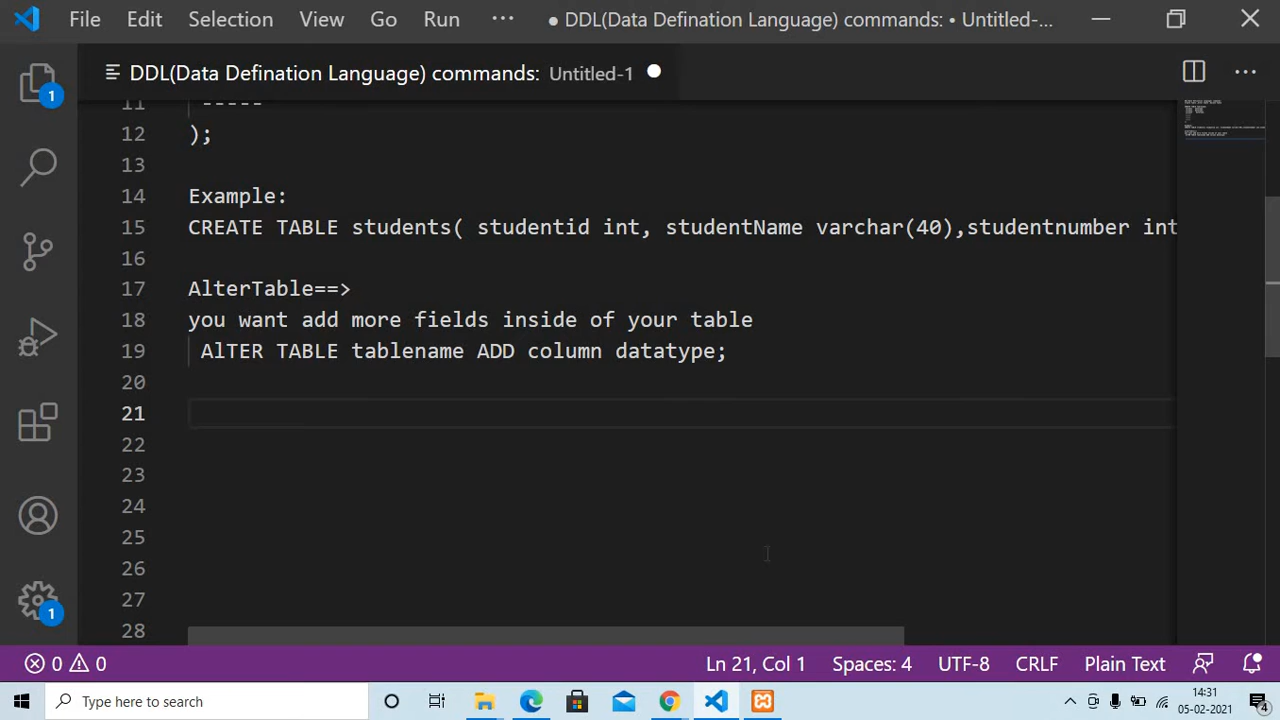 File Edit Selection View Go Run ··· ● DDL(Data Defination Language) commands: • Untitled-...
DDL(Data Defination Language) commands: Untitled-1 ●
11 -----
12 );
13
14 Example:
15 CREATE TABLE students( studentid int, studentName varchar(40),studentnumber int
16
17 AlterTable==>
18 you want add more fields inside of your table
19 AlTER TABLE tablename ADD column datatype;
20
21
22
23
24
25
26
27
28
1
1
0 0 Ln 21, Col 1 Spaces: 4 UTF-8 CRLF Plain Text
Type here to search
14:31
05-02-2021
4